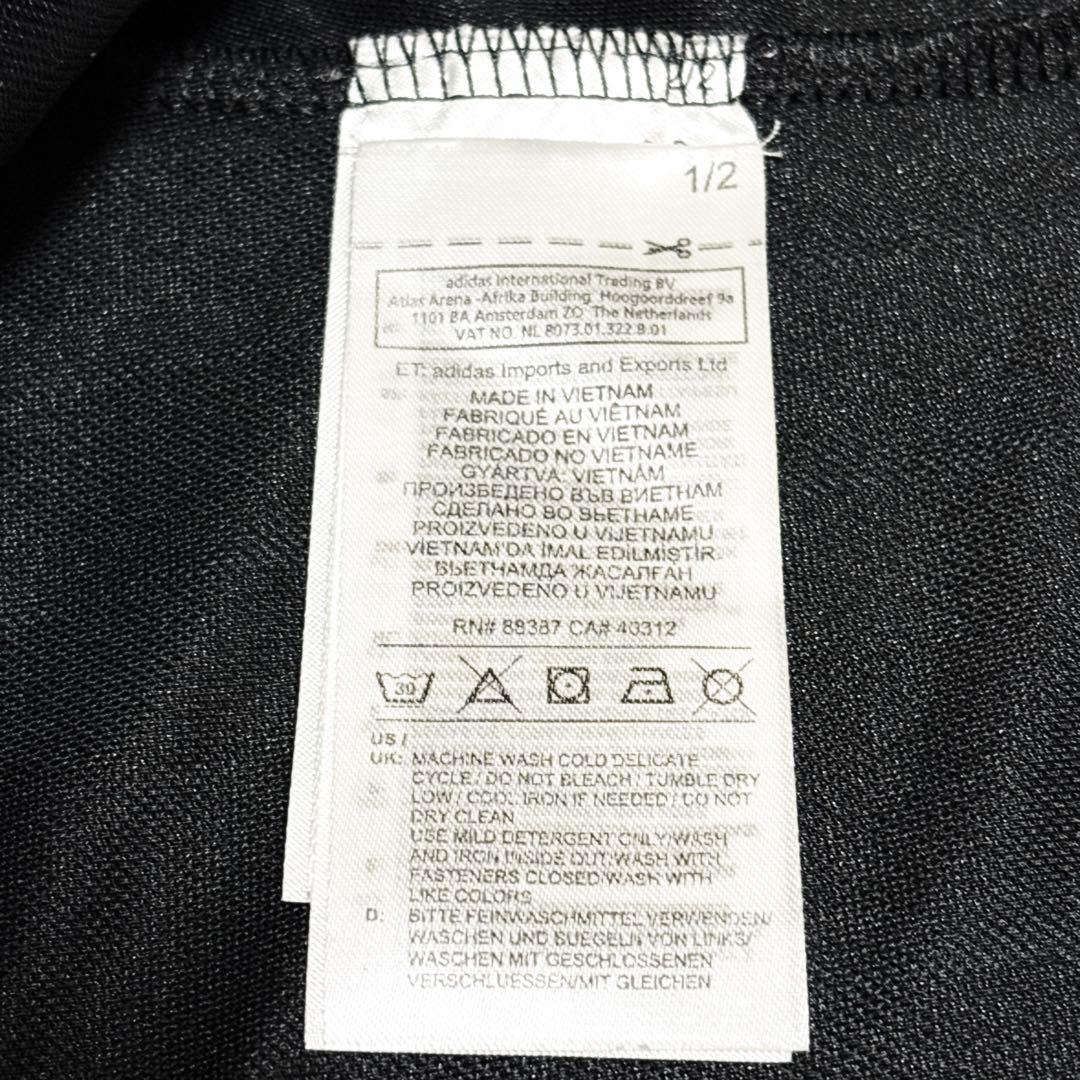 1/2
adidas International Trading BV
Atlas Arena -Afrika Building Hoogoorddreef 9a
1101 BA Amsterdam ZO The Netherlands
VAT NO. NL 8073.01.322.B.01
ET: adidas Imports and Exports Ltd
MADE IN VIETNAM
FABRIQUÉ AU VIÊTNAM
FABRICADO EN VIETNAM
FABRICADO NO VIETNAME
GYÁRTVA: VIETNÁM
ПРОИЗВЕДЕНО ВЪВ ВИЕТНАМ
СДЕЛАНО ВО ВЬЕТНАМЕ
PROIZVEDENO U VIJETNAMU
VIETNAM'DA İMAL EDİLMİŞTİR
ВЬЕТНАМДА ЖАСАЛҒАН
PROIZVEDENO U VIJETNAMU
RN# 88387 CA# 40312
30
US /
UK: MACHINE WASH COLD DELICATE
CYCLE / DO NOT BLEACH / TUMBLE DRY
LOW / COOL IRON IF NEEDED / DO NOT
DRY CLEAN
USE MILD DETERGENT ONLY/WASH
AND IRON INSIDE OUT/WASH WITH
FASTENERS CLOSED/WASH WITH
LIKE COLORS
D: BITTE FEINWASCHMITTEL VERWENDEN/
WASCHEN UND BUEGELN VON LINKS/
WASCHEN MIT GESCHLOSSENEN
VERSCHLUESSEN/MIT GLEICHEN